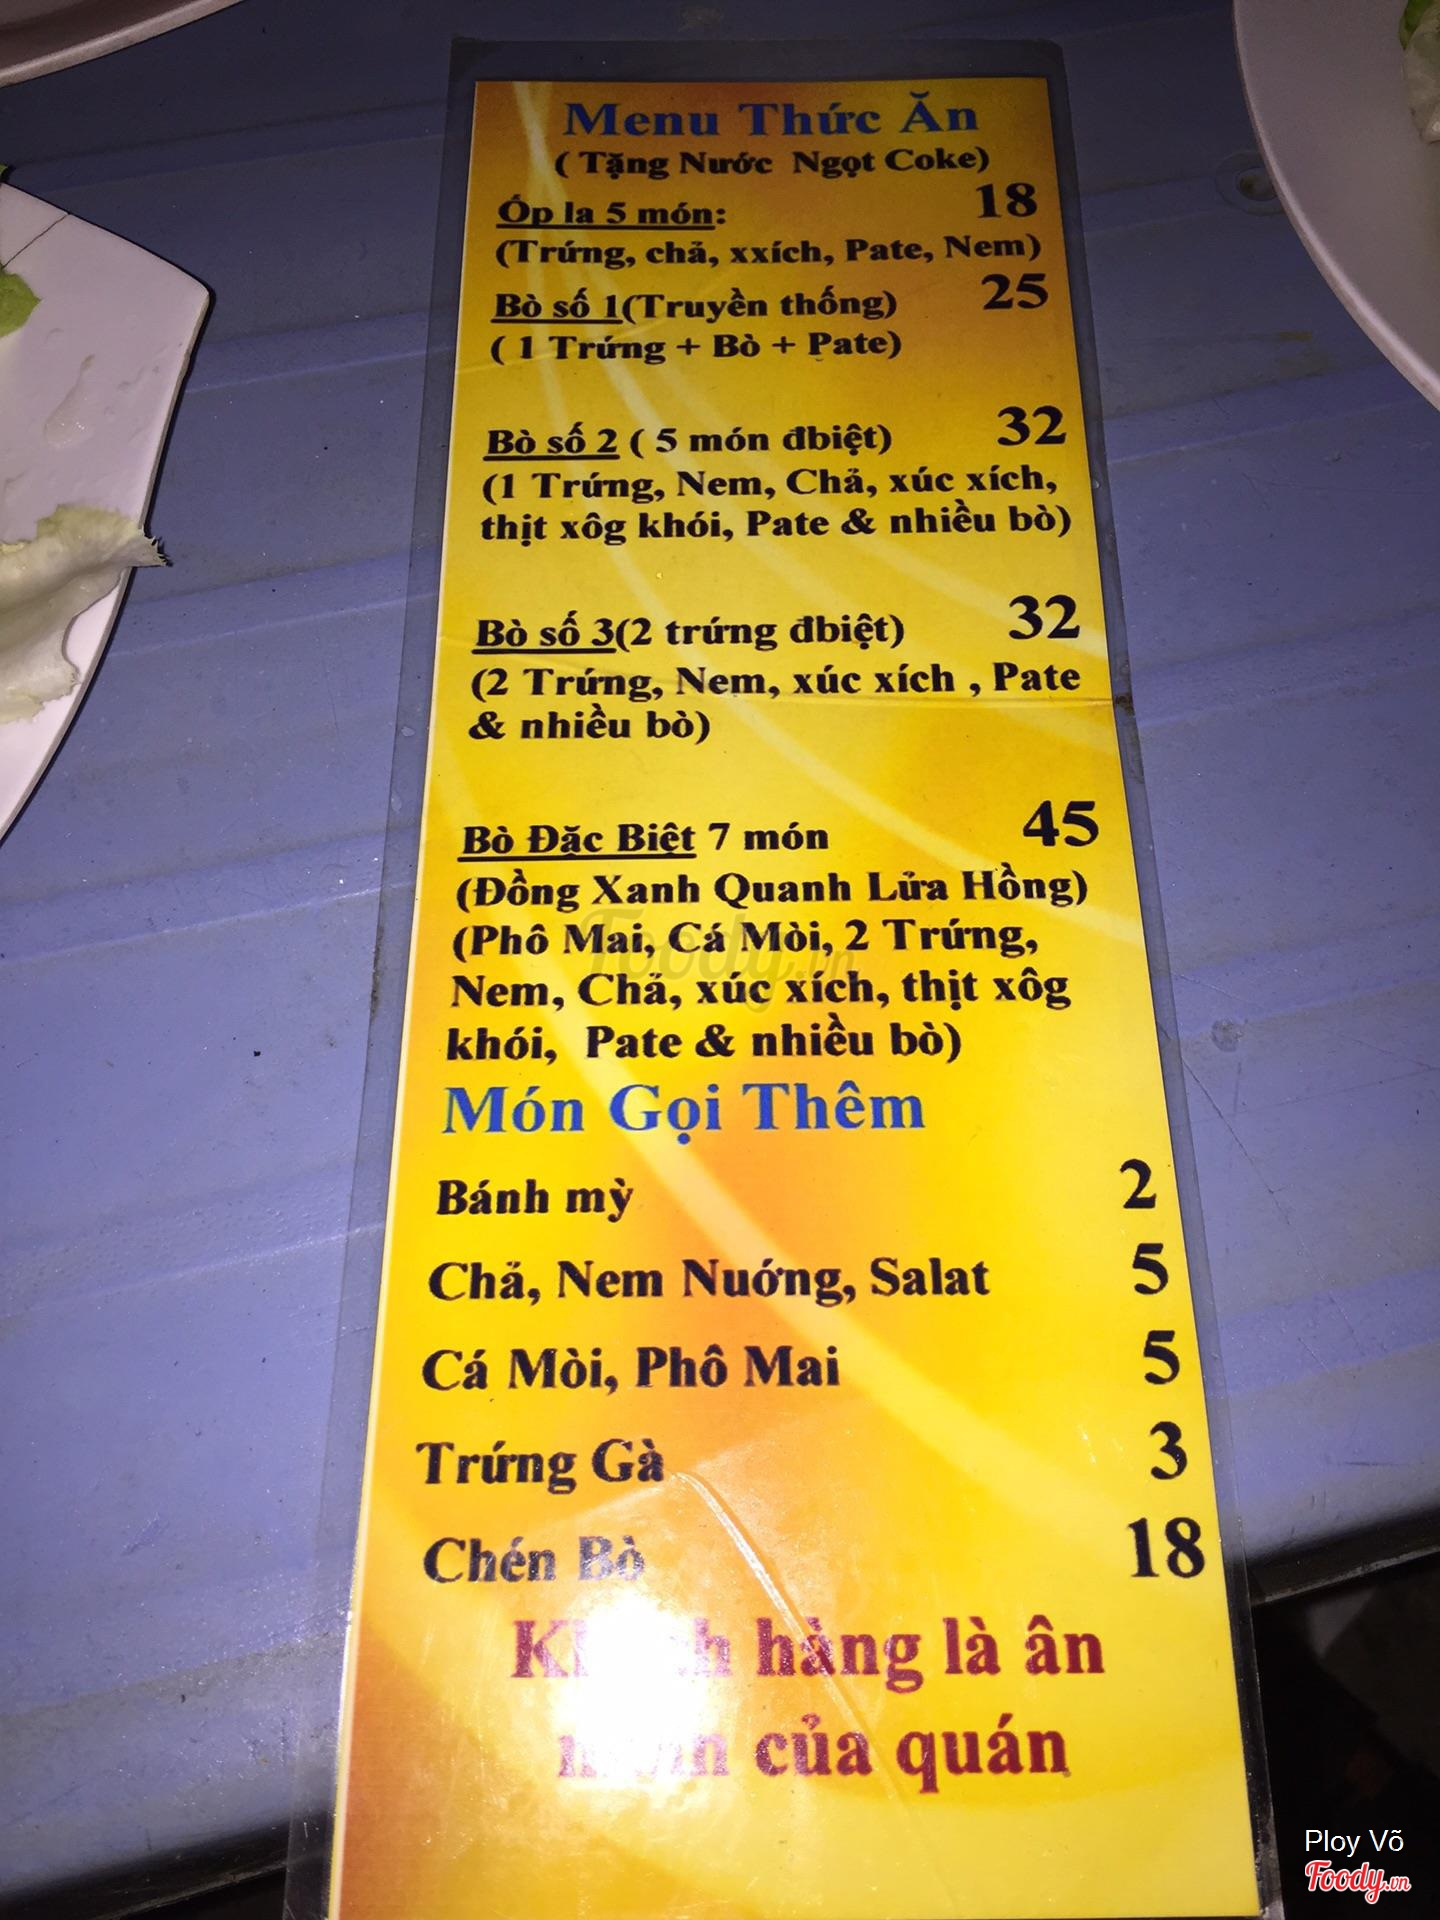 Menu Thức Ăn
( Tặng Nước Ngọt Coke)
Ốp la 5 món: 18
(Trứng, chả, xxích, Pate, Nem)
Bò số 1(Truyền thống) 25
( 1 Trứng + Bò + Pate)
Bò số 2 ( 5 món đbiệt) 32
(1 Trứng, Nem, Chả, xúc xích,
thịt xôg khói, Pate & nhiều bò)
Bò số 3(2 trứng đbiệt) 32
(2 Trứng, Nem, xúc xích , Pate
& nhiều bò)
Bò Đặc Biệt 7 món 45
(Đồng Xanh Quanh Lửa Hồng)
(Phô Mai, Cá Mòi, 2 Trứng,
Nem, Chả, xúc xích, thịt xôg
khói, Pate & nhiều bò)
Món Gọi Thêm
Bánh mỳ 2
Chả, Nem Nướng, Salat 5
Cá Mòi, Phô Mai 5
Trứng Gà 3
Chén Bò 18
hàng là ân
của quán
Foody.vn
Ploy Võ
Foody.vn